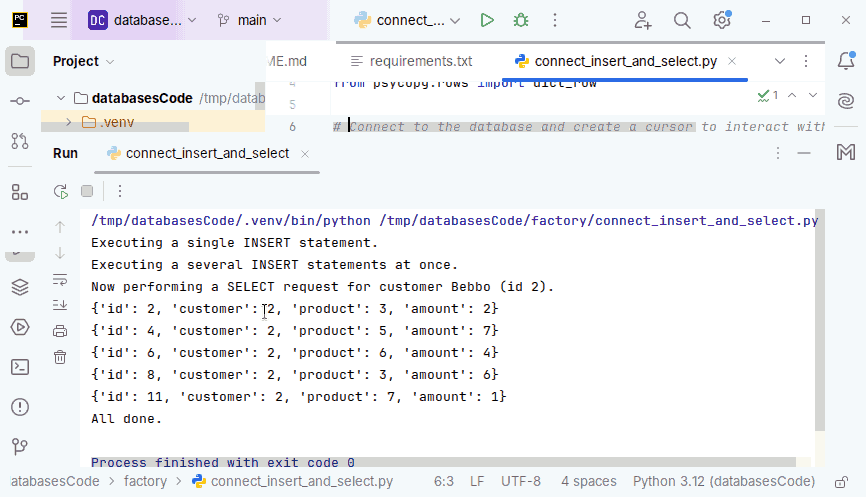 PC DC database... main connect_...
Project
ME.md requirements.txt connect_insert_and_select.py
databasesCode /tmp/datab
4 from psycopg.rows import dict_row
5
1
.venv
6 # Connect to the database and create a cursor to interact with
Run connect_insert_and_select
/tmp/databasesCode/.venv/bin/python /tmp/databasesCode/factory/connect_insert_and_select.py
Executing a single INSERT statement.
Executing a several INSERT statements at once.
Now performing a SELECT request for customer Bebbo (id 2).
{'id': 2, 'customer': 2, 'product': 3, 'amount': 2}
{'id': 4, 'customer': 2, 'product': 5, 'amount': 7}
{'id': 6, 'customer': 2, 'product': 6, 'amount': 4}
{'id': 8, 'customer': 2, 'product': 3, 'amount': 6}
{'id': 11, 'customer': 2, 'product': 7, 'amount': 1}
All done.
Process finished with exit code 0
atabasesCode factory connect_insert_and_select.py 6:3 LF UTF-8 4 spaces Python 3.12 (databasesCode)